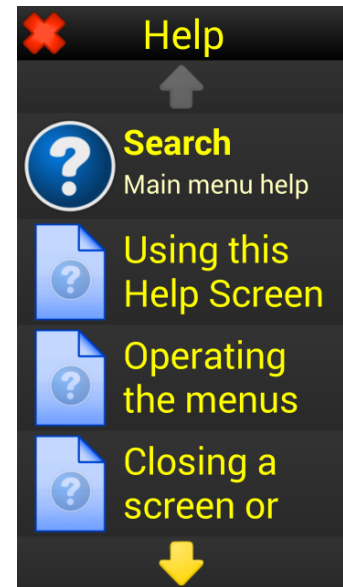 Help
Search
Main menu help
Using this
Help Screen
Operating
the menus
Closing a
screen or